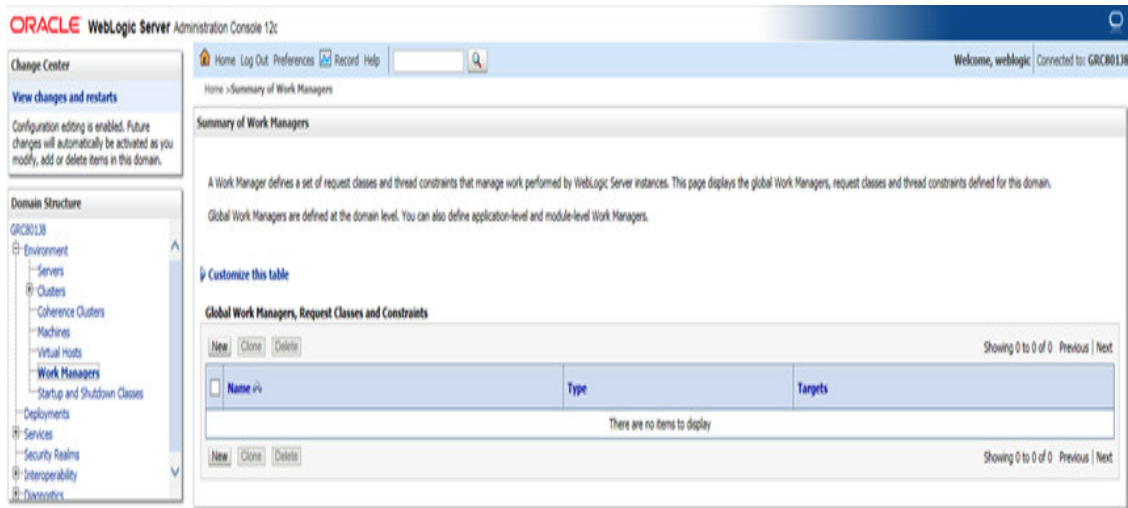 ORACLE WebLogic Server Administration Console 12c
Change Center
View changes and restarts
Configuration editing is enabled. Future
changes will automatically be activated as you
modify, add or delete items in this domain.
Domain Structure
GRC801JB
Environment
Servers
Clusters
Coherence Clusters
Machines
Virtual Hosts
Work Managers
Startup and Shutdown Classes
Deployments
Services
Security Realms
Interoperability
Diagnostics
Home Log Out Preferences Record Help
Welcome, weblogic Connected to: GRC801JB
Home >Summary of Work Managers
Summary of Work Managers
A Work Manager defines a set of request classes and thread constraints that manage work performed by WebLogic Server instances. This page displays the global Work Managers, request classes and thread constraints defined for this domain.
Global Work Managers are defined at the domain level. You can also define application-level and module-level Work Managers.
Customize this table
Global Work Managers, Request Classes and Constraints
New Clone Delete Showing 0 to 0 of 0 Previous | Next
Name Type Targets
There are no items to display
New Clone Delete Showing 0 to 0 of 0 Previous | Next